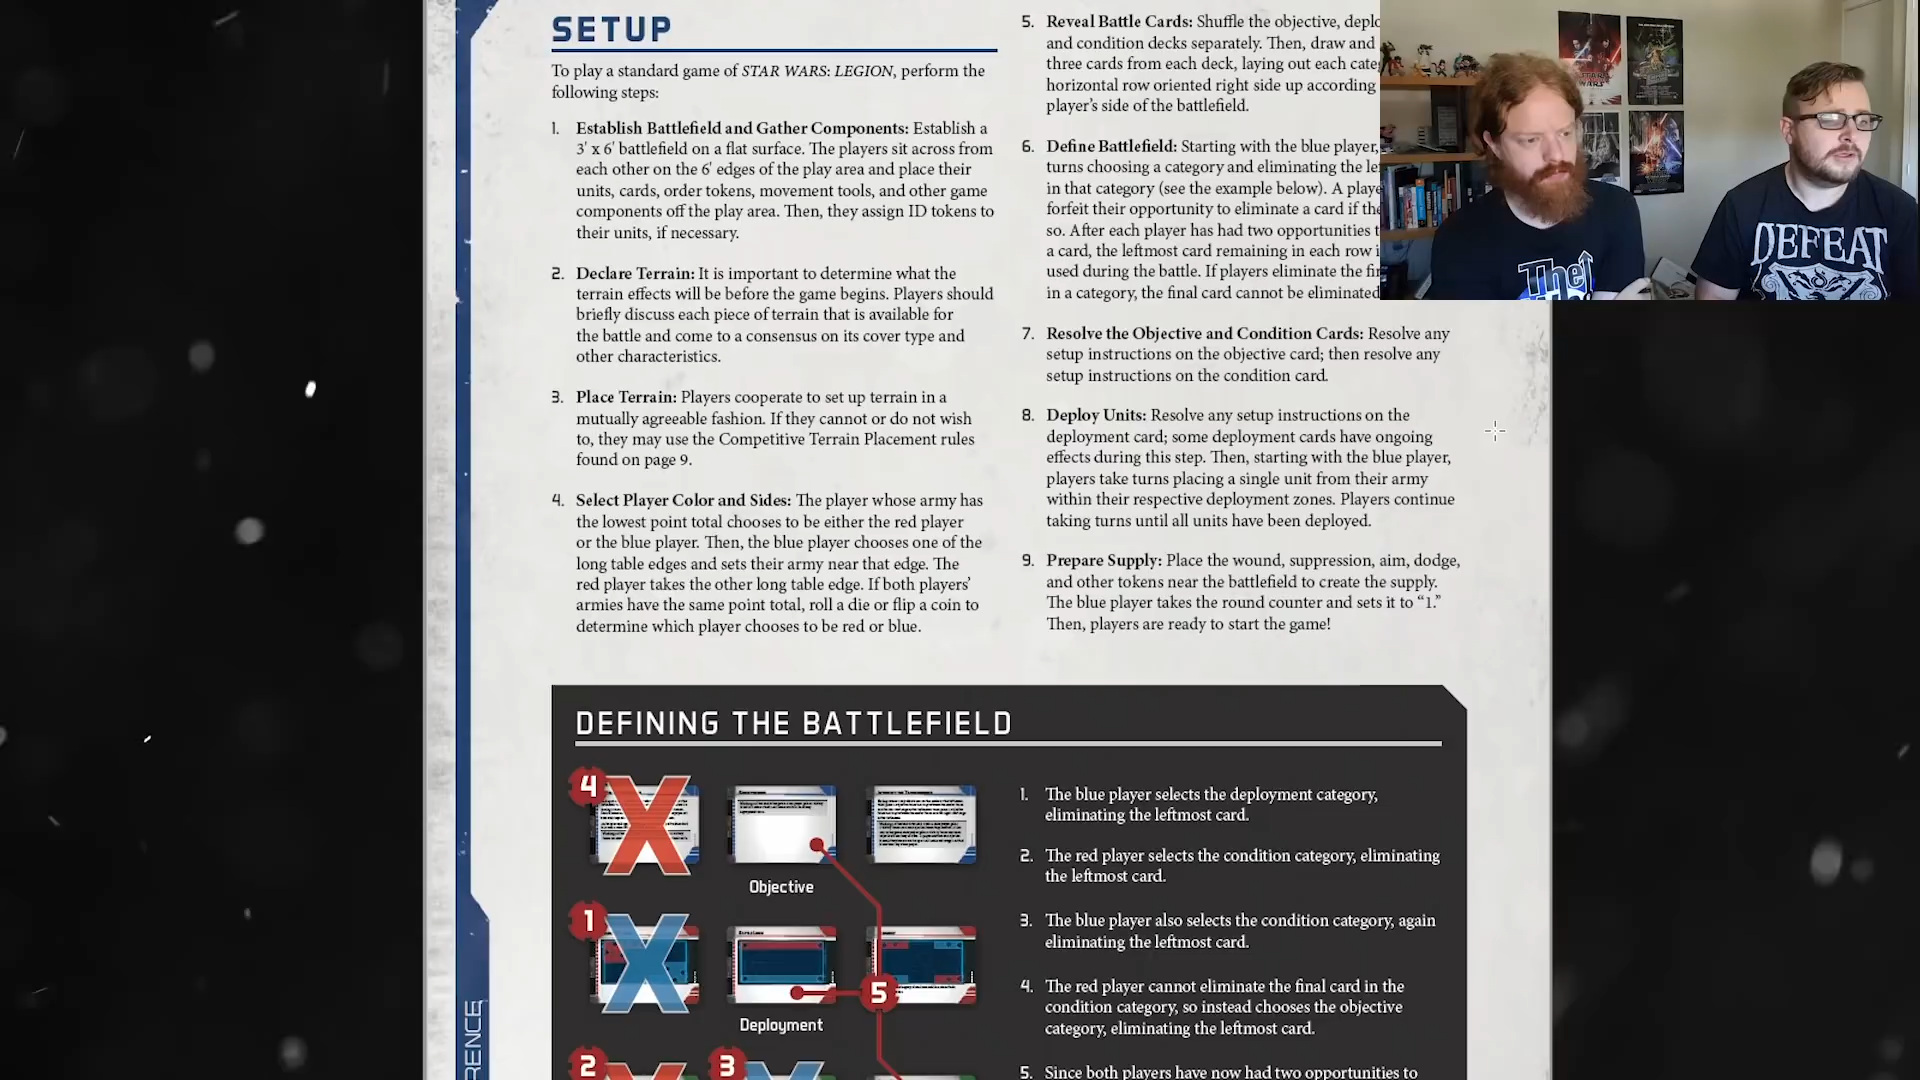 SETUP
To play a standard game of STAR WARS: LEGION, perform the
following steps:
1. Establish Battlefield and Gather Components: Establish a
3' x 6' battlefield on a flat surface. The players sit across from
each other on the 6' edges of the play area and place their
units, cards, order tokens, movement tools, and other game
components off the play area. Then, they assign ID tokens to
their units, if necessary.
2. Declare Terrain: It is important to determine what the
terrain effects will be before the game begins. Players should
briefly discuss each piece of terrain that is available for
the battle and come to a consensus on its cover type and
other characteristics.
3. Place Terrain: Players cooperate to set up terrain in a
mutually agreeable fashion. If they cannot or do not wish
to, they may use the Competitive Terrain Placement rules
found on page 9.
4. Select Player Color and Sides: The player whose army has
the lowest point total chooses to be either the red player
or the blue player. Then, the blue player chooses one of the
long table edges and sets their army near that edge. The
red player takes the other long table edge. If both players'
armies have the same point total, roll a die or flip a coin to
determine which player chooses to be red or blue.
5. Reveal Battle Cards: Shuffle the objective, deplo
and condition decks separately. Then, draw and
three cards from each deck, laying out each cate
horizontal row oriented right side up according
player's side of the battlefield.
6. Define Battlefield: Starting with the blue player,
turns choosing a category and eliminating the le
in that category (see the example below). A playe
forfeit their opportunity to eliminate a card if the
so. After each player has had two opportunities t
a card, the leftmost card remaining in each row i
used during the battle. If players eliminate the fir
in a category, the final card cannot be eliminated
7. Resolve the Objective and Condition Cards: Resolve any
setup instructions on the objective card; then resolve any
setup instructions on the condition card.
8. Deploy Units: Resolve any setup instructions on the
deployment card; some deployment cards have ongoing
effects during this step. Then, starting with the blue player,
players take turns placing a single unit from their army
within their respective deployment zones. Players continue
taking turns until all units have been deployed.
9. Prepare Supply: Place the wound, suppression, aim, dodge,
and other tokens near the battlefield to create the supply.
The blue player takes the round counter and sets it to “1.”
Then, players are ready to start the game!
DEFINING THE BATTLEFIELD
4
Objective
1
5
Deployment
2 3
1. The blue player selects the deployment category,
eliminating the leftmost card.
2. The red player selects the condition category, eliminating
the leftmost card.
3. The blue player also selects the condition category, again
eliminating the leftmost card.
4. The red player cannot eliminate the final card in the
condition category, so instead chooses the objective
category, eliminating the leftmost card.
5. Since both players have now had two opportunities to
RENCE
DEFEAT